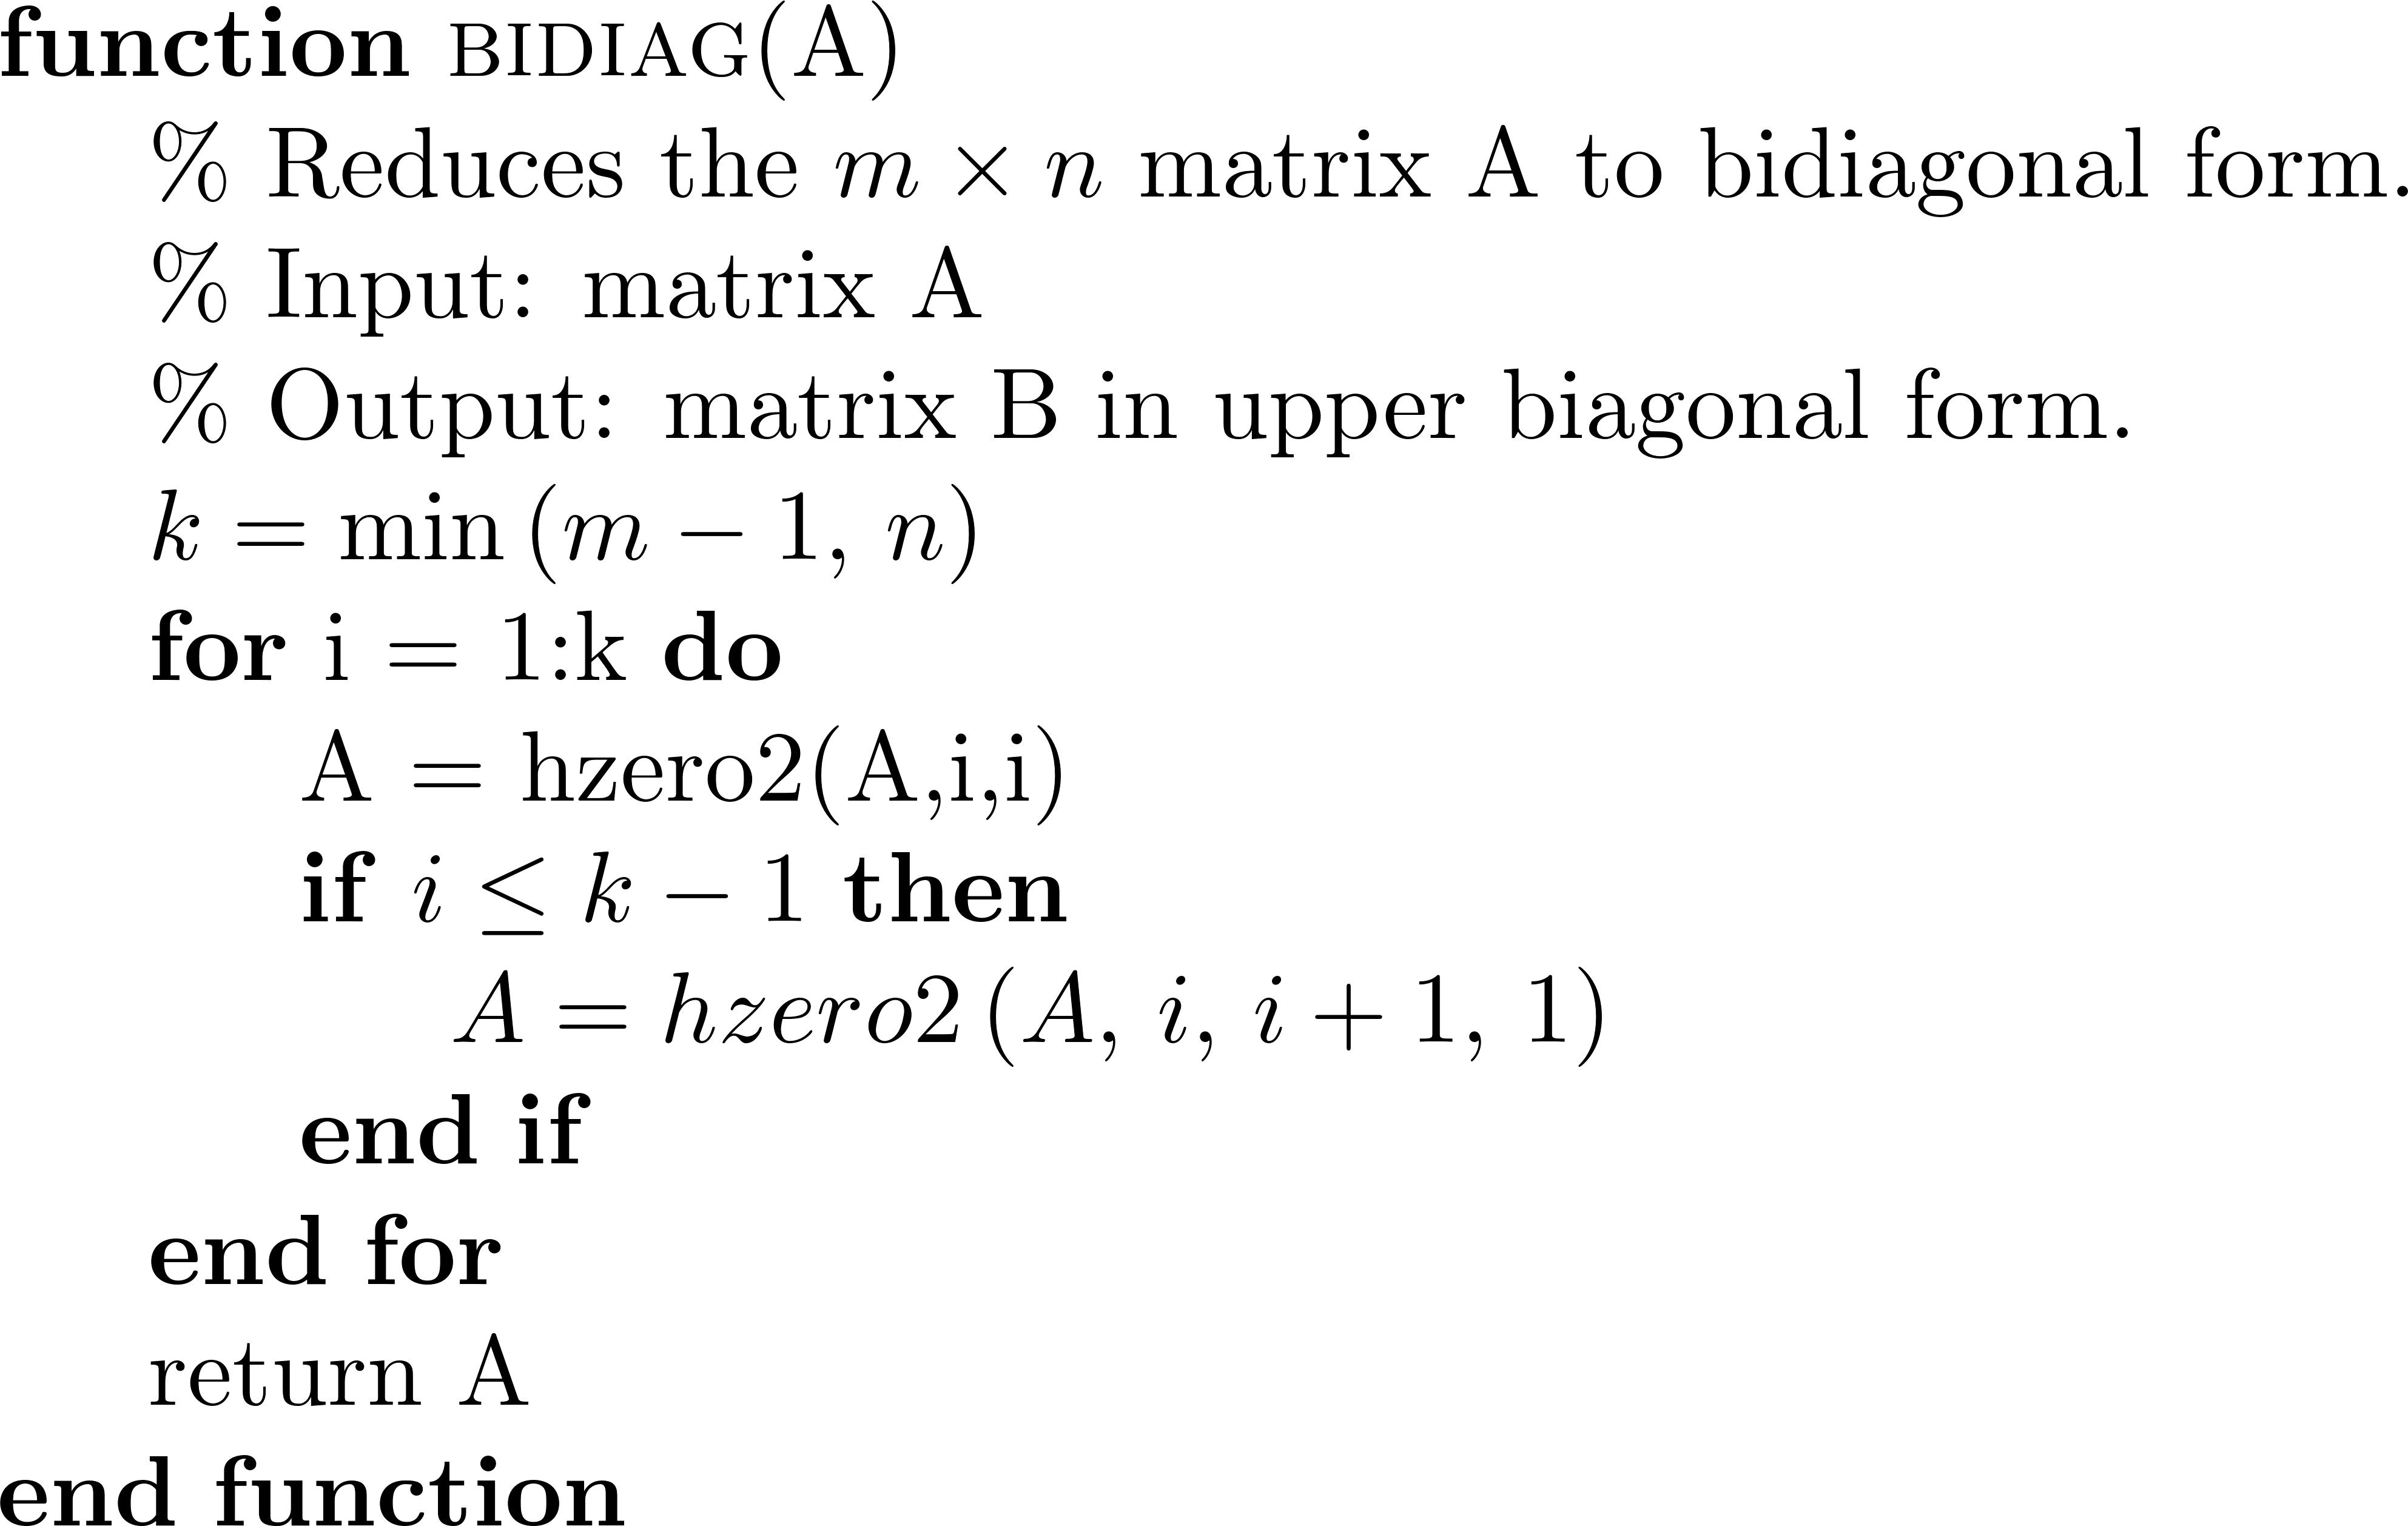 function BIDIAG(A)
% Reduces the m × n matrix A to bidiagonal form.
% Input: matrix A
% Output: matrix B in upper biagonal form.
k = min (m − 1, n)
for i = 1:k do
A = hzero2(A,i,i)
if i ≤ k − 1 then
A = hzero2 (A, i, i + 1, 1)
end if
end for
return A
end function